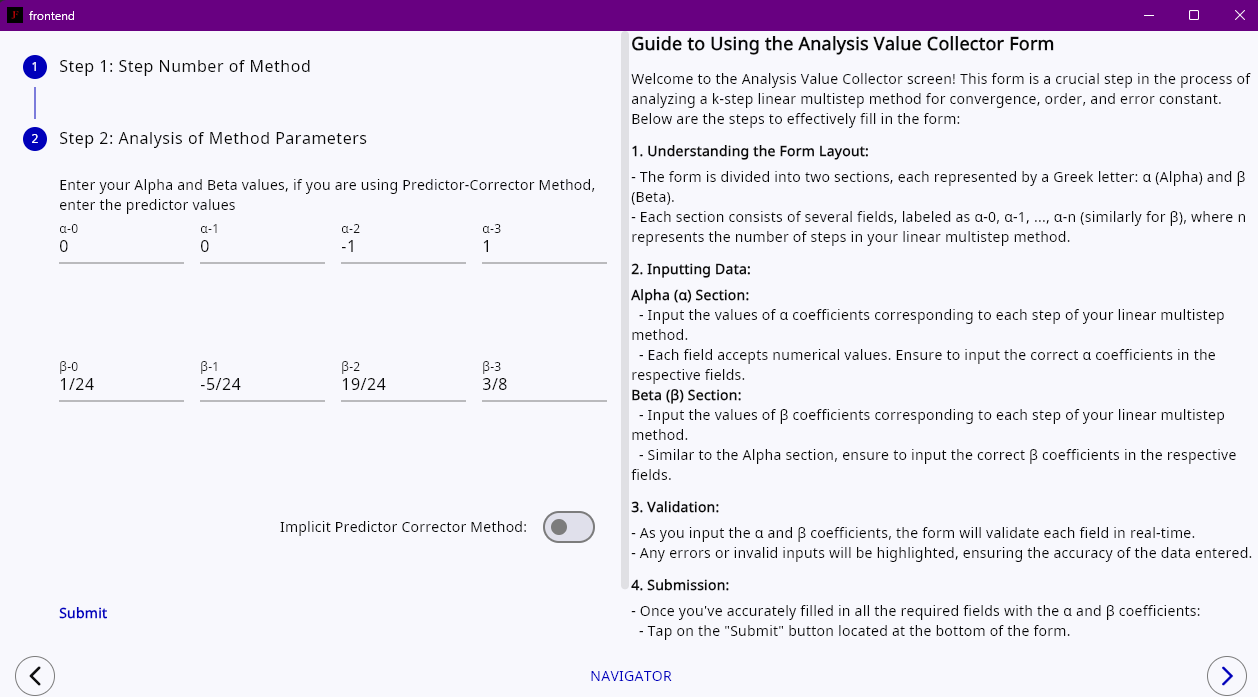 frontend
1 Step 1: Step Number of Method
2 Step 2: Analysis of Method Parameters
Enter your Alpha and Beta values, if you are using Predictor-Corrector Method,
enter the predictor values
α-0 α-1 α-2 α-3
0 0 -1 1
β-0 β-1 β-2 β-3
1/24 -5/24 19/24 3/8
Implicit Predictor Corrector Method:
Submit
Guide to Using the Analysis Value Collector Form
Welcome to the Analysis Value Collector screen! This form is a crucial step in the process of
analyzing a k-step linear multistep method for convergence, order, and error constant.
Below are the steps to effectively fill in the form:
1. Understanding the Form Layout:
- The form is divided into two sections, each represented by a Greek letter: α (Alpha) and β
(Beta).
- Each section consists of several fields, labeled as α-0, α-1, ..., α-n (similarly for β), where n
represents the number of steps in your linear multistep method.
2. Inputting Data:
Alpha (α) Section:
- Input the values of α coefficients corresponding to each step of your linear multistep
method.
- Each field accepts numerical values. Ensure to input the correct α coefficients in the
respective fields.
Beta (β) Section:
- Input the values of β coefficients corresponding to each step of your linear multistep
method.
- Similar to the Alpha section, ensure to input the correct β coefficients in the respective
fields.
3. Validation:
- As you input the α and β coefficients, the form will validate each field in real-time.
- Any errors or invalid inputs will be highlighted, ensuring the accuracy of the data entered.
4. Submission:
- Once you've accurately filled in all the required fields with the α and β coefficients:
- Tap on the "Submit" button located at the bottom of the form.
NAVIGATOR